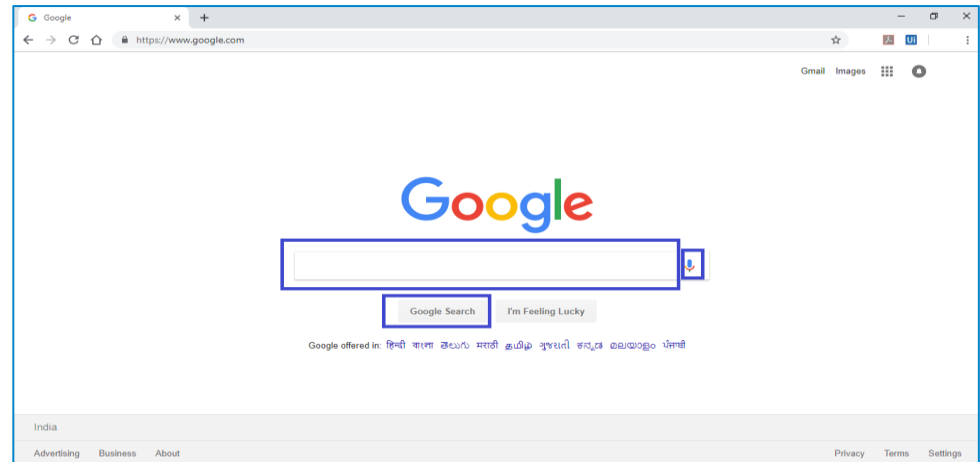 Google
https://www.google.com
Ui
Gmail Images
Google
Google Search I'm Feeling Lucky
Google offered in: हिन्दी বাংলা తెలుగు मराठी தமிழ் ગુજરાતી ಕನ್ನಡ മലയാളം ਪੰਜਾਬੀ
India
Advertising Business About Privacy Terms Settings